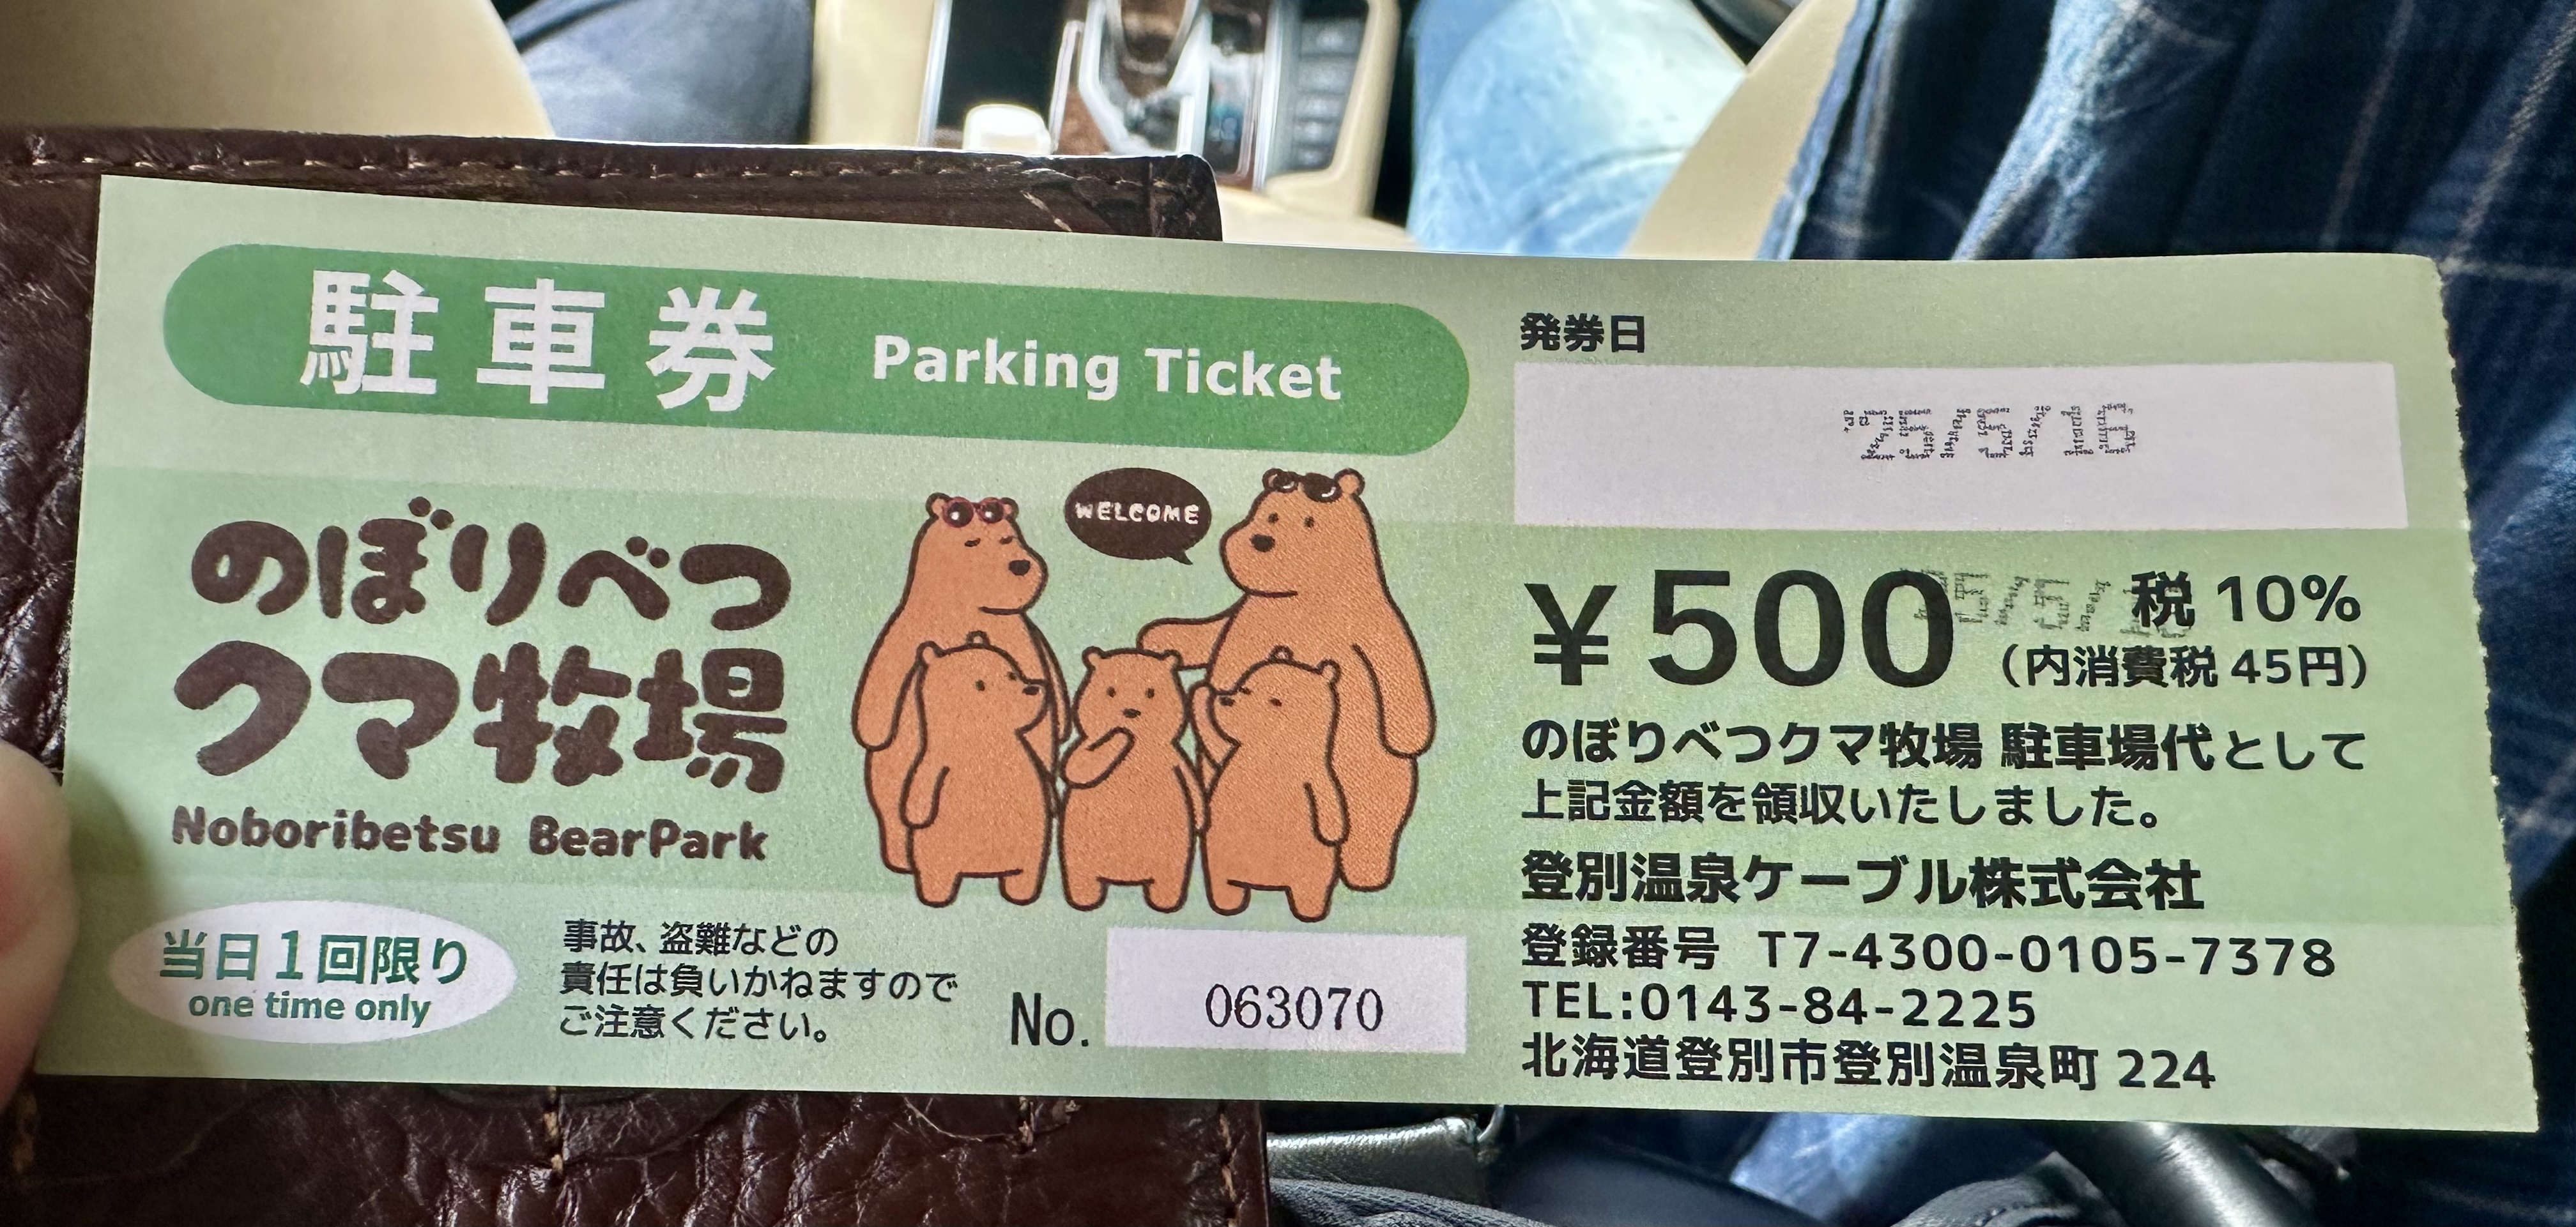 駐車券 Parking Ticket
のぼりべつ
クマ牧場
Noboribetsu BearPark
WELCOME
当日1回限り
one time only
事故、盗難などの
責任は負いかねますので
ご注意ください。
No. 063070
発券日
¥500 税 10%
(内消費税 45円)
のぼりべつクマ牧場 駐車場代として
上記金額を領収いたしました。
登別温泉ケーブル株式会社
登録番号 T7-4300-0105-7378
TEL:0143-84-2225
北海道登別市登別温泉町 224